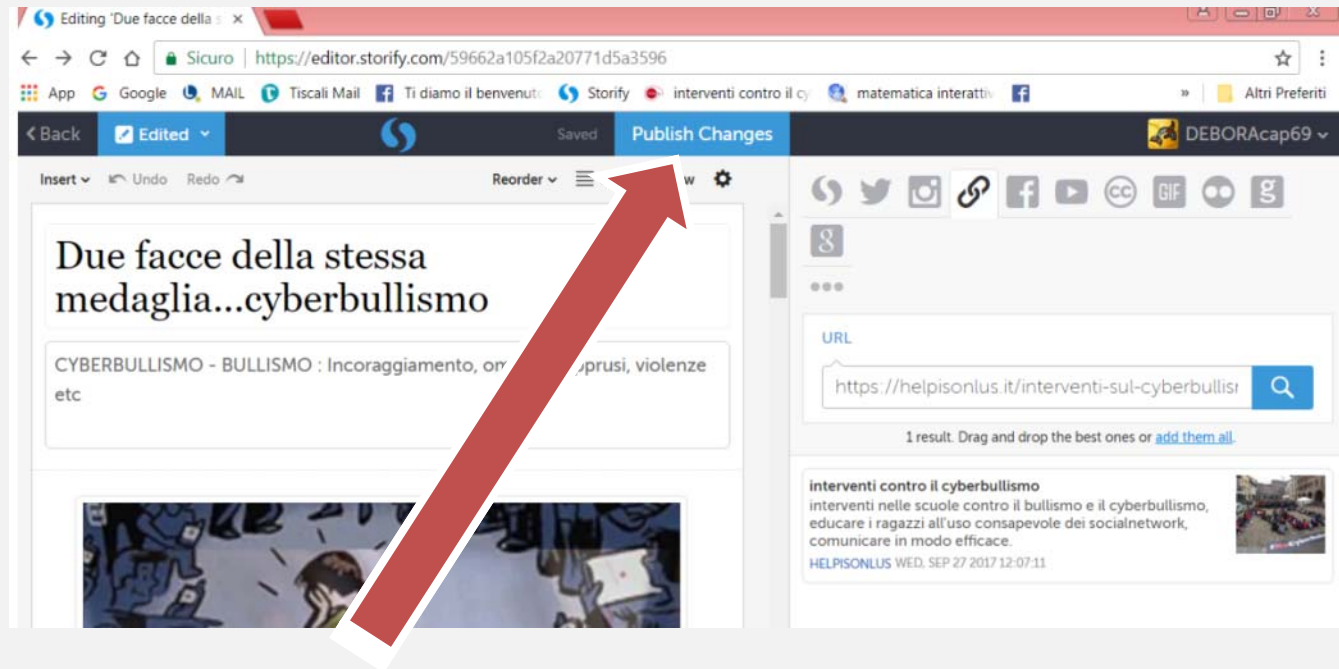 Editing 'Due facce della s
Sicuro https://editor.storify.com/59662a105f2a20771d5a3596
App Google MAIL Tiscali Mail Ti diamo il benvenuto Storify interventi contro il cy matematica interattiv » Altri Preferiti
Back Edited Saved Publish Changes DEBORAcap69
Insert Undo Redo Reorder
Due facce della stessa
medaglia...cyberbullismo
CYBERBULLISMO - BULLISMO : Incoraggiamento, violenze
etc
URL
https://helpisonlus.it/interventi-sul-cyberbullisr
1 result. Drag and drop the best ones or add them all.
interventi contro il cyberbullismo
interventi nelle scuole contro il bullismo e il cyberbullismo,
educare i ragazzi all'uso consapevole dei socialnetwork,
comunicare in modo efficace.
HELPISONLUS WED, SEP 27 2017 12:07:11